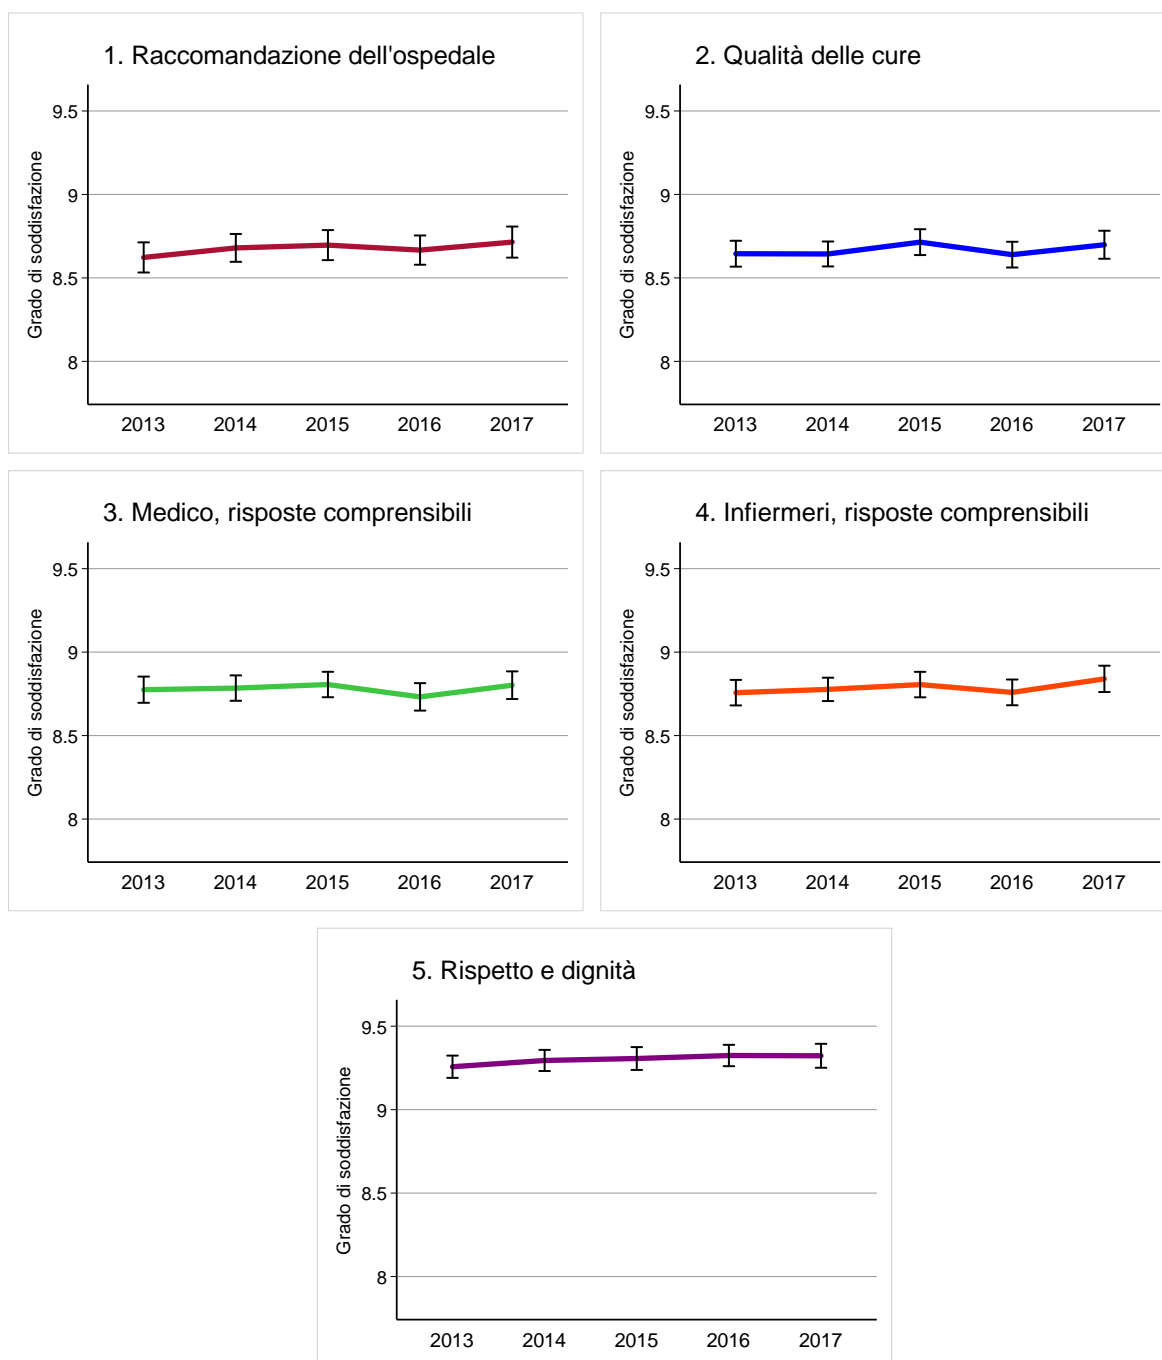 1. Raccomandazione dell'ospedale
Grado di soddisfazione
9.5
9
8.5
8
2013 2014 2015 2016 2017
2. Qualità delle cure
Grado di soddisfazione
9.5
9
8.5
8
2013 2014 2015 2016 2017
3. Medico, risposte comprensibili
Grado di soddisfazione
9.5
9
8.5
8
2013 2014 2015 2016 2017
4. Infiermeri, risposte comprensibili
Grado di soddisfazione
9.5
9
8.5
8
2013 2014 2015 2016 2017
5. Rispetto e dignità
Grado di soddisfazione
9.5
9
8.5
8
2013 2014 2015 2016 2017